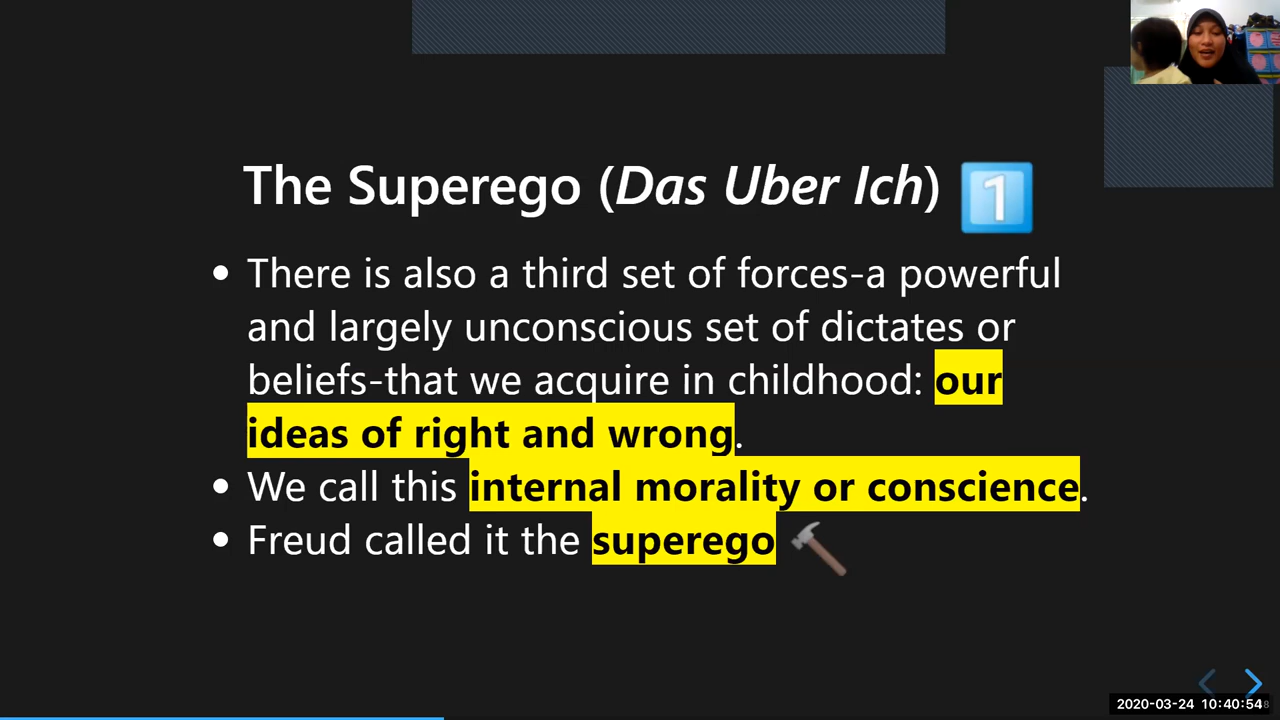 The Superego (Das Uber Ich) 1
There is also a third set of forces-a powerful
and largely unconscious set of dictates or
beliefs-that we acquire in childhood: our
ideas of right and wrong.
We call this internal morality or conscience.
Freud called it the superego
2020-03-24 10:40:54